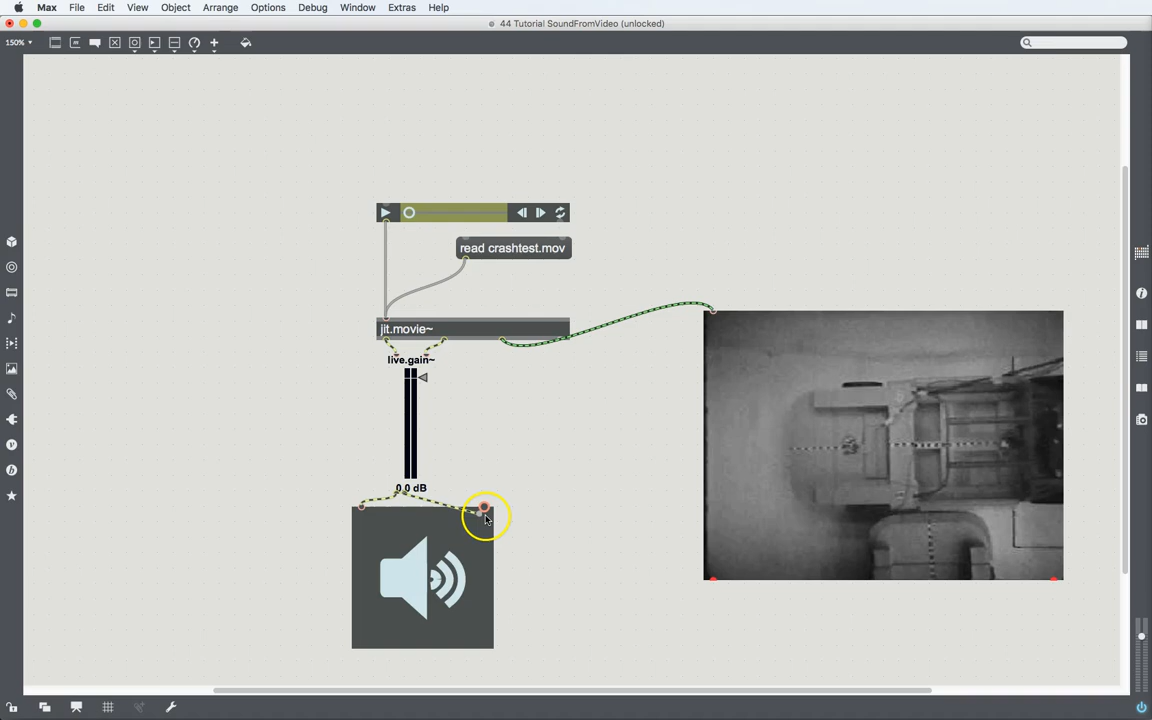 Max File Edit View Object Arrange Options Debug Window Extras Help
44 Tutorial SoundFromVideo (unlocked)
150%
read crashtest.mov
jit.movie~
live.gain~
0.0 dB